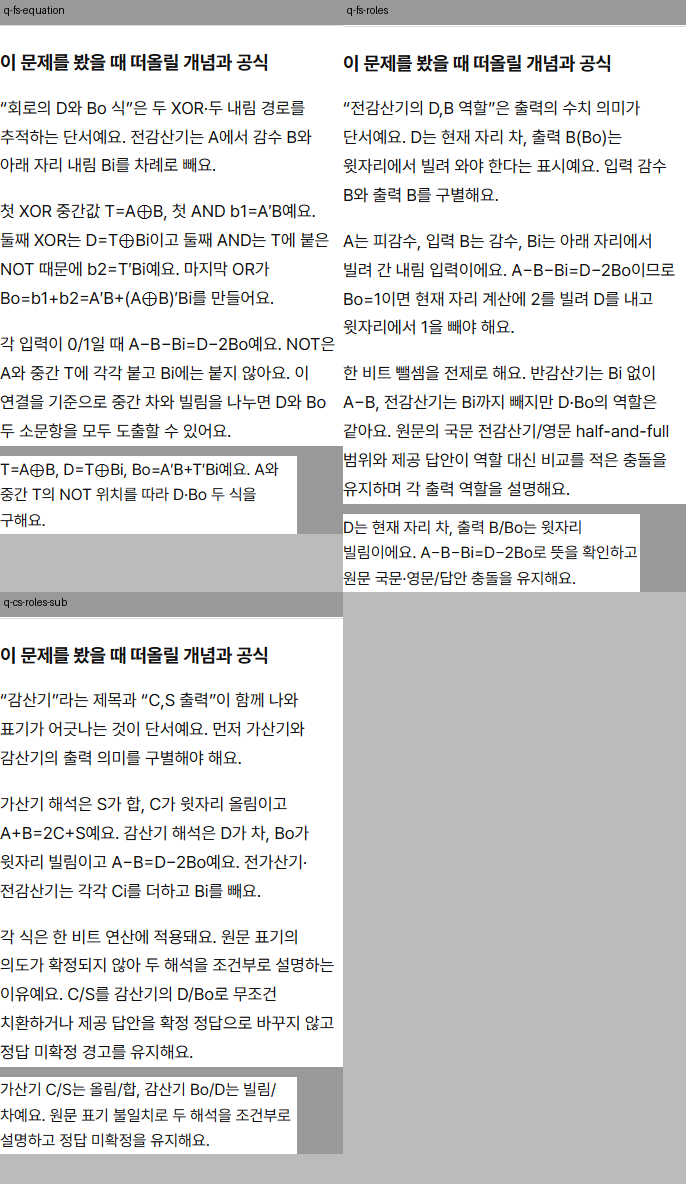 q-fs-equation
이 문제를 봤을 때 떠올릴 개념과 공식
“회로의 D와 Bo 식”은 두 XOR·두 내림 경로를
추적하는 단서예요. 전감산기는 A에서 감수 B와
아래 자리 내림 Bi를 차례로 빼요.
첫 XOR 중간값 T=A⊕B, 첫 AND b1=A′B예요.
둘째 XOR는 D=T⊕Bi이고 둘째 AND는 T에 붙은
NOT 때문에 b2=T′Bi예요. 마지막 OR가
Bo=b1+b2=A′B+(A⊕B)′Bi를 만들어요.
각 입력이 0/1일 때 A−B−Bi=D−2Bo예요. NOT은
A와 중간 T에 각각 붙고 Bi에는 붙지 않아요. 이
연결을 기준으로 중간 차와 빌림을 나누면 D와 Bo
두 소문항을 모두 도출할 수 있어요.
T=A⊕B, D=T⊕Bi, Bo=A′B+T′Bi예요. A와
중간 T의 NOT 위치를 따라 D·Bo 두 식을
구해요.
q-fs-roles
이 문제를 봤을 때 떠올릴 개념과 공식
“전감산기의 D,B 역할”은 출력의 수치 의미가
단서예요. D는 현재 자리 차, 출력 B(Bo)는
윗자리에서 빌려 와야 한다는 표시예요. 입력 감수
B와 출력 B를 구별해요.
A는 피감수, 입력 B는 감수, Bi는 아래 자리에서
빌려 간 내림 입력이에요. A−B−Bi=D−2Bo이므로
Bo=1이면 현재 자리 계산에 2를 빌려 D를 내고
윗자리에서 1을 빼야 해요.
한 비트 뺄셈을 전제로 해요. 반감산기는 Bi 없이
A−B, 전감산기는 Bi까지 빼지만 D·Bo의 역할은
같아요. 원문의 국문 전감산기/영문 half-and-full
범위와 제공 답안이 역할 대신 비교를 적은 충돌을
유지하며 각 출력 역할을 설명해요.
D는 현재 자리 차, 출력 B/Bo는 윗자리
빌림이에요. A−B−Bi=D−2Bo로 뜻을 확인하고
원문 국문·영문/답안 충돌을 유지해요.
q-cs-roles-sub
이 문제를 봤을 때 떠올릴 개념과 공식
“감산기”라는 제목과 “C,S 출력”이 함께 나와
표기가 어긋나는 것이 단서예요. 먼저 가산기와
감산기의 출력 의미를 구별해야 해요.
가산기 해석은 S가 합, C가 윗자리 올림이고
A+B=2C+S예요. 감산기 해석은 D가 차, Bo가
윗자리 빌림이고 A−B=D−2Bo예요. 전가산기·
전감산기는 각각 Ci를 더하고 Bi를 빼요.
각 식은 한 비트 연산에 적용돼요. 원문 표기의
의도가 확정되지 않아 두 해석을 조건부로 설명하는
이유예요. C/S를 감산기의 D/Bo로 무조건
치환하거나 제공 답안을 확정 정답으로 바꾸지 않고
정답 미확정 경고를 유지해요.
가산기 C/S는 올림/합, 감산기 Bo/D는 빌림/
차예요. 원문 표기 불일치로 두 해석을 조건부로
설명하고 정답 미확정을 유지해요.